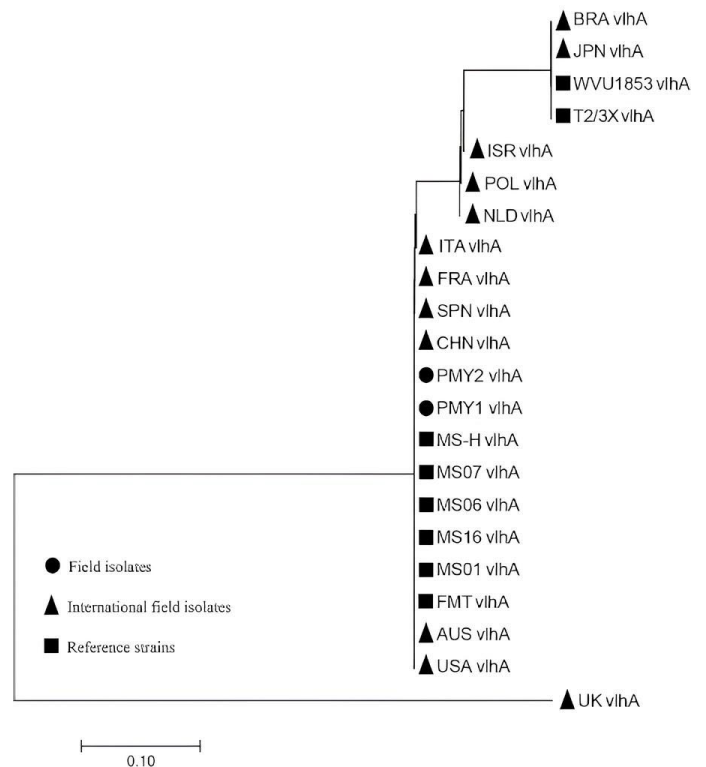 BRA vlhA
JPN vlhA
WVU1853 vlhA
T2/3X vlhA
ISR vlhA
POL vlhA
NLD vlhA
ITA vlhA
FRA vlhA
SPN vlhA
CHN vlhA
PMY2 vlhA
PMY1 vlhA
MS-H vlhA
MS07 vlhA
MS06 vlhA
MS16 vlhA
MS01 vlhA
FMT vlhA
AUS vlhA
USA vlhA
UK vlhA
Field isolates
International field isolates
Reference strains
0.10